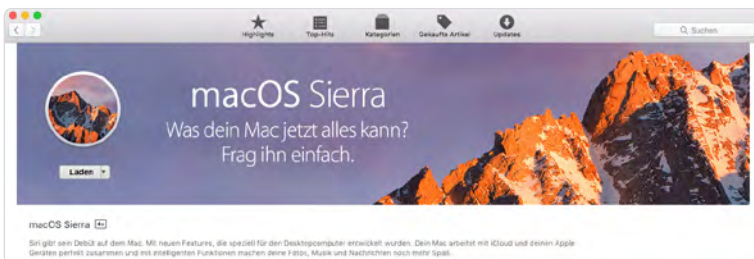 Highlights Top-Hits Kategorien Gekaufte Artikel Updates
Suchen
macOS Sierra
Was dein Mac jetzt alles kann?
Frag ihn einfach.
Laden
macOS Sierra 4+
Siri gibt sein Debüt auf dem Mac. Mit neuen Features, die speziell für den Desktopcomputer entwickelt wurden. Dein Mac arbeitet mit iCloud und deinen Apple
Geräten perfekt zusammen und mit intelligenten Funktionen machen deine Fotos, Musik und Nachrichten noch mehr Spaß.